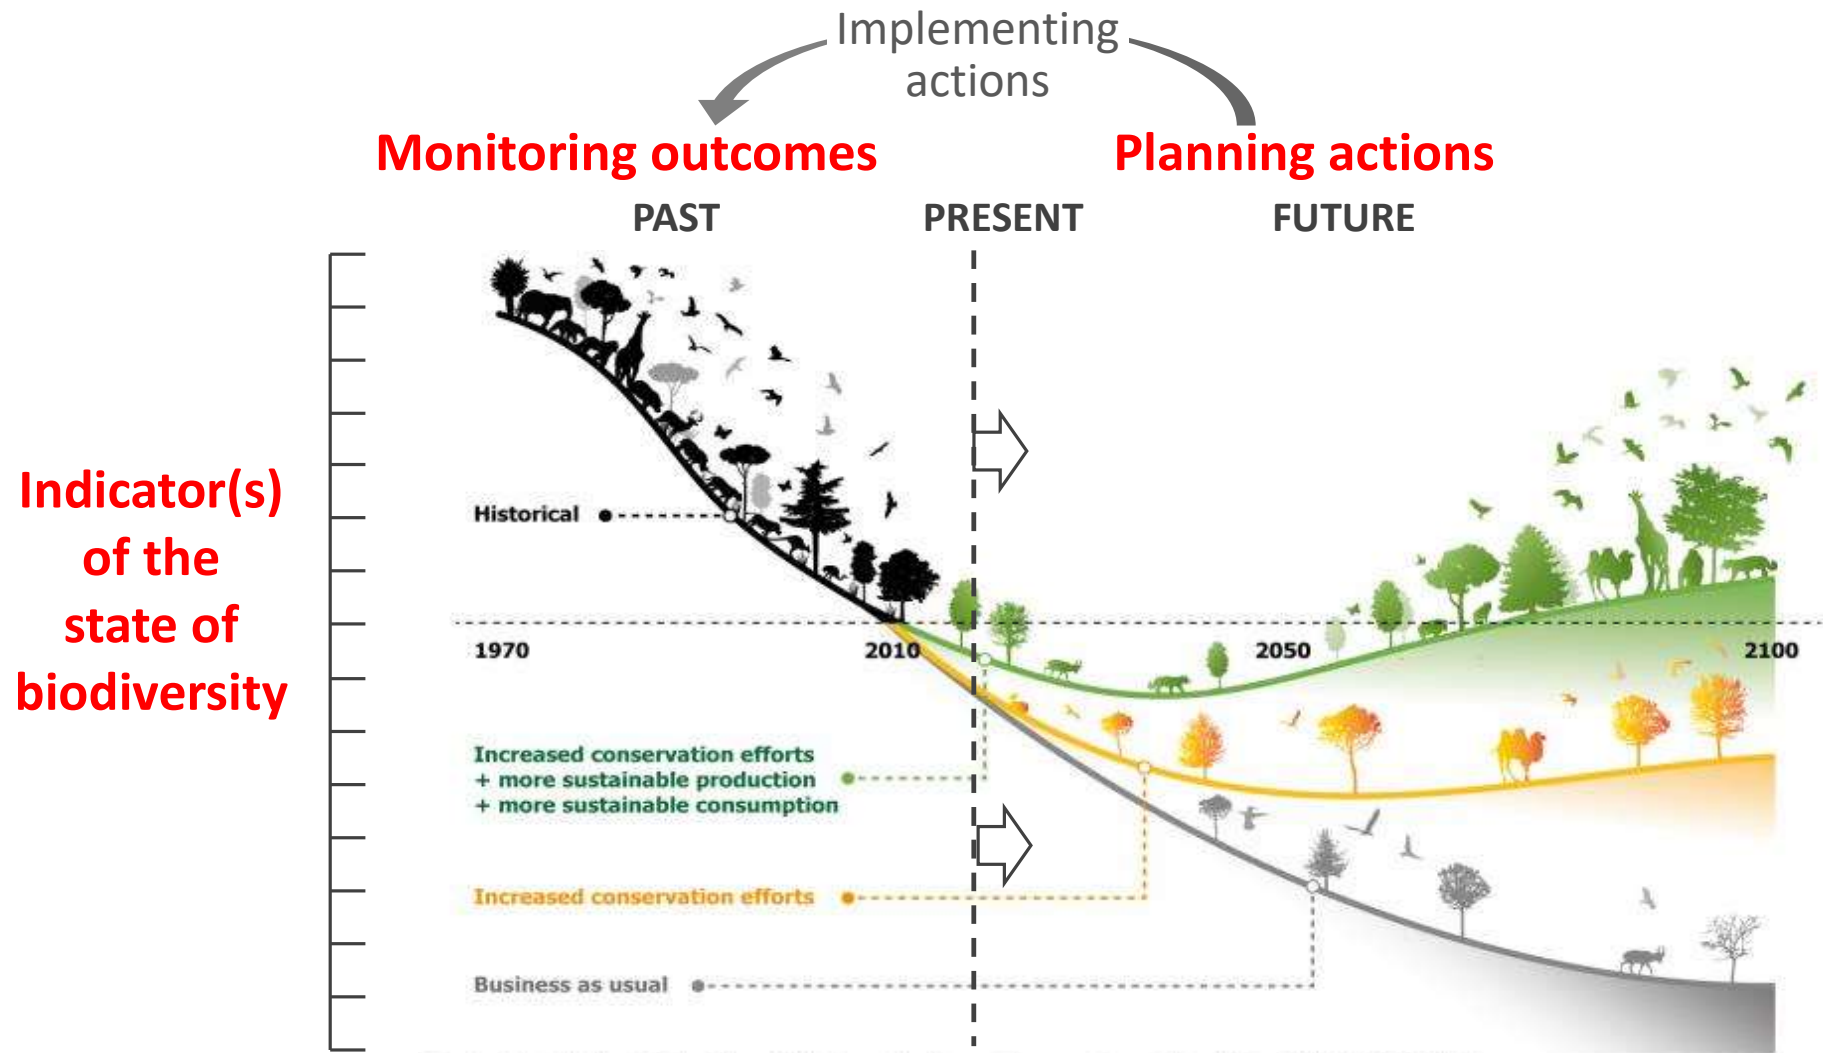 Implementing
actions
Monitoring outcomes
Planning actions
PAST
PRESENT
FUTURE
Indicator(s)
of the
state of
biodiversity
Historical
1970
2010
2050
2100
Increased conservation efforts
+ more sustainable production
+ more sustainable consumption
Increased conservation efforts
Business as usual